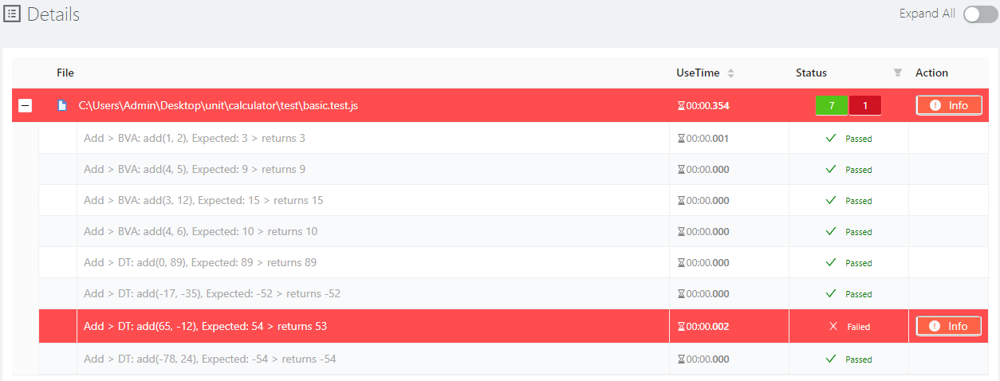 Details
Expand All
File UseTime Status Action
C:\Users\Admin\Desktop\unit\calculator\test\basic.test.js 00:00.354 7 1 Info
Add > BVA: add(1, 2), Expected: 3 > returns 3 00:00.001 Passed
Add > BVA: add(4, 5), Expected: 9 > returns 9 00:00.000 Passed
Add > BVA: add(3, 12), Expected: 15 > returns 15 00:00.000 Passed
Add > BVA: add(4, 6), Expected: 10 > returns 10 00:00.000 Passed
Add > DT: add(0, 89), Expected: 89 > returns 89 00:00.000 Passed
Add > DT: add(-17, -35), Expected: -52 > returns -52 00:00.000 Passed
Add > DT: add(65, -12), Expected: 54 > returns 53 00:00.002 Failed Info
Add > DT: add(-78, 24), Expected: -54 > returns -54 00:00.000 Passed